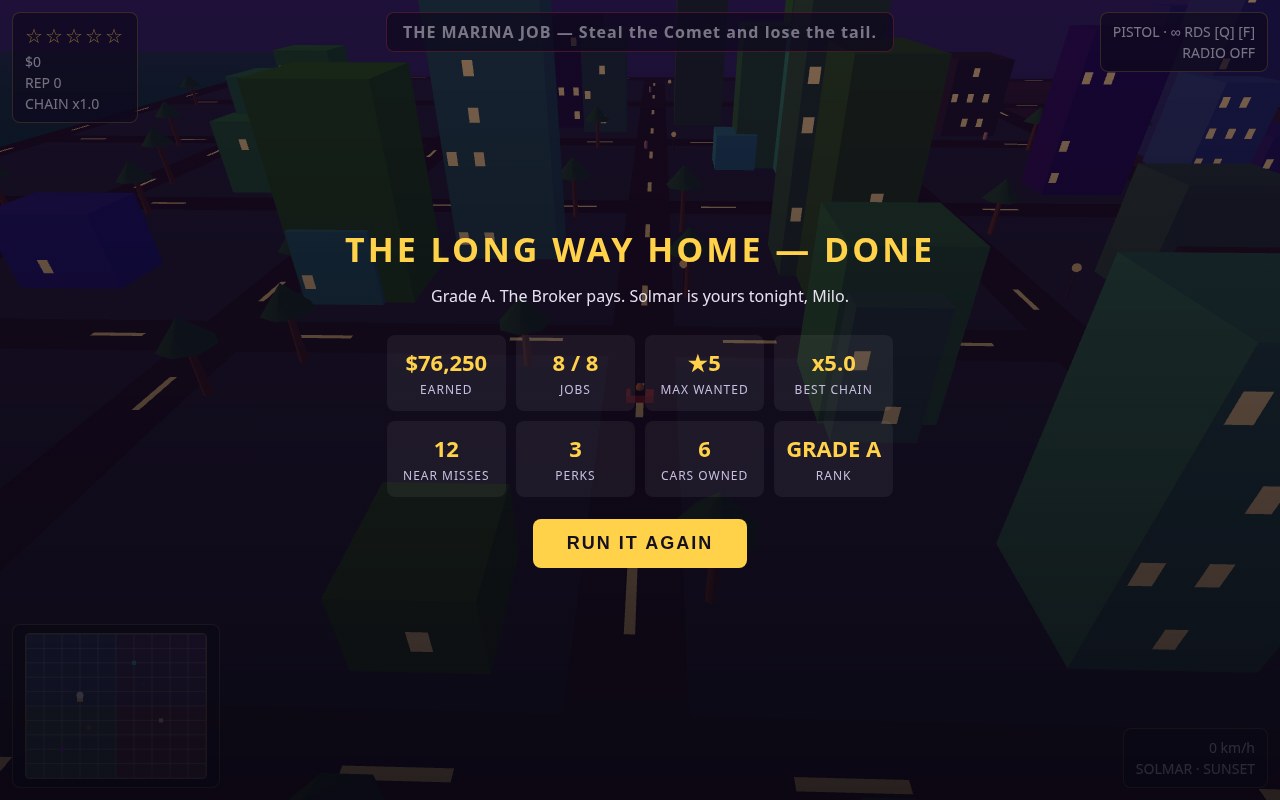 ☆☆☆☆☆
$0
REP 0
CHAIN x1.0
THE MARINA JOB — Steal the Comet and lose the tail.
PISTOL · ∞ RDS [Q] [F]
RADIO OFF
THE LONG WAY HOME — DONE
Grade A. The Broker pays. Solmar is yours tonight, Milo.
$76,250
EARNED
8 / 8
JOBS
★5
MAX WANTED
x5.0
BEST CHAIN
12
NEAR MISSES
3
PERKS
6
CARS OWNED
GRADE A
RANK
RUN IT AGAIN
0 km/h
SOLMAR · SUNSET